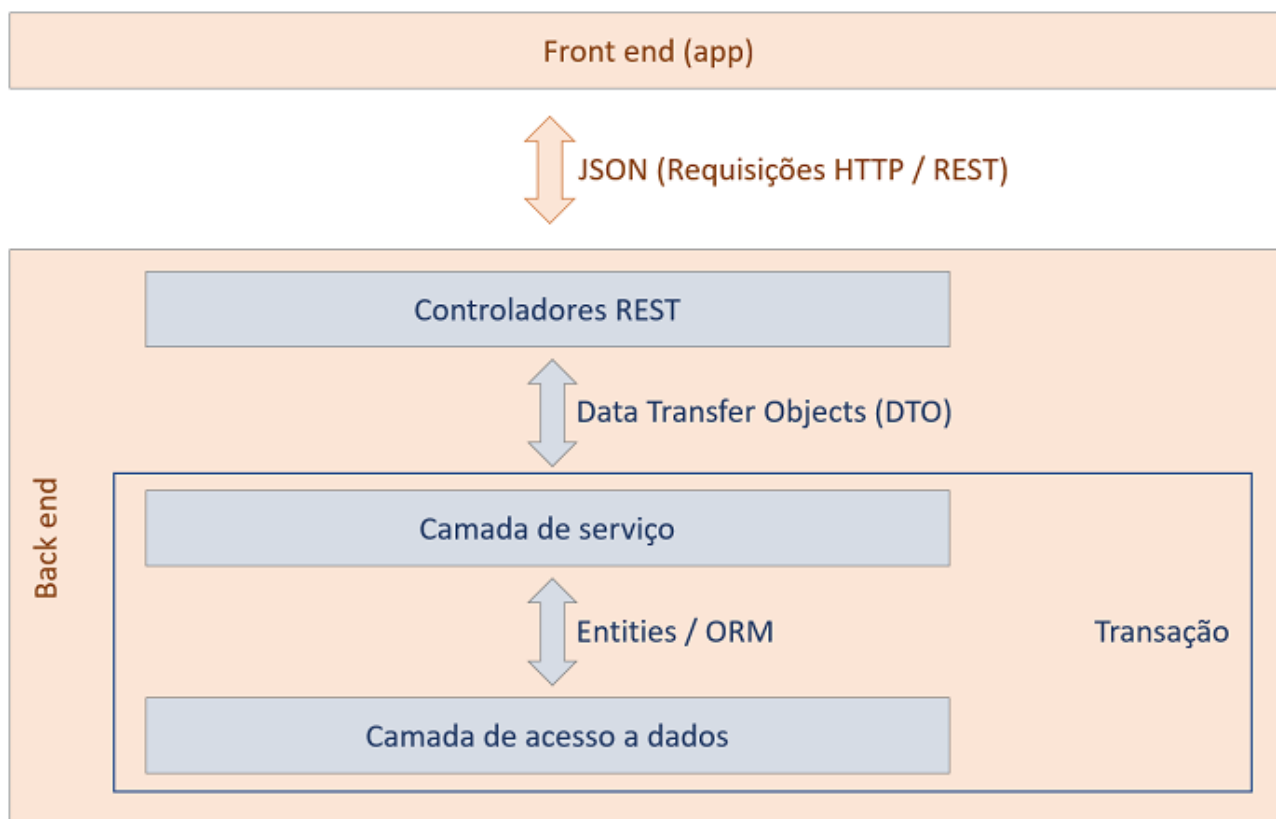 Front end (app)
JSON (Requisições HTTP / REST)
Controladores REST
Data Transfer Objects (DTO)
Back end
Camada de serviço
Entities / ORM
Transação
Camada de acesso a dados